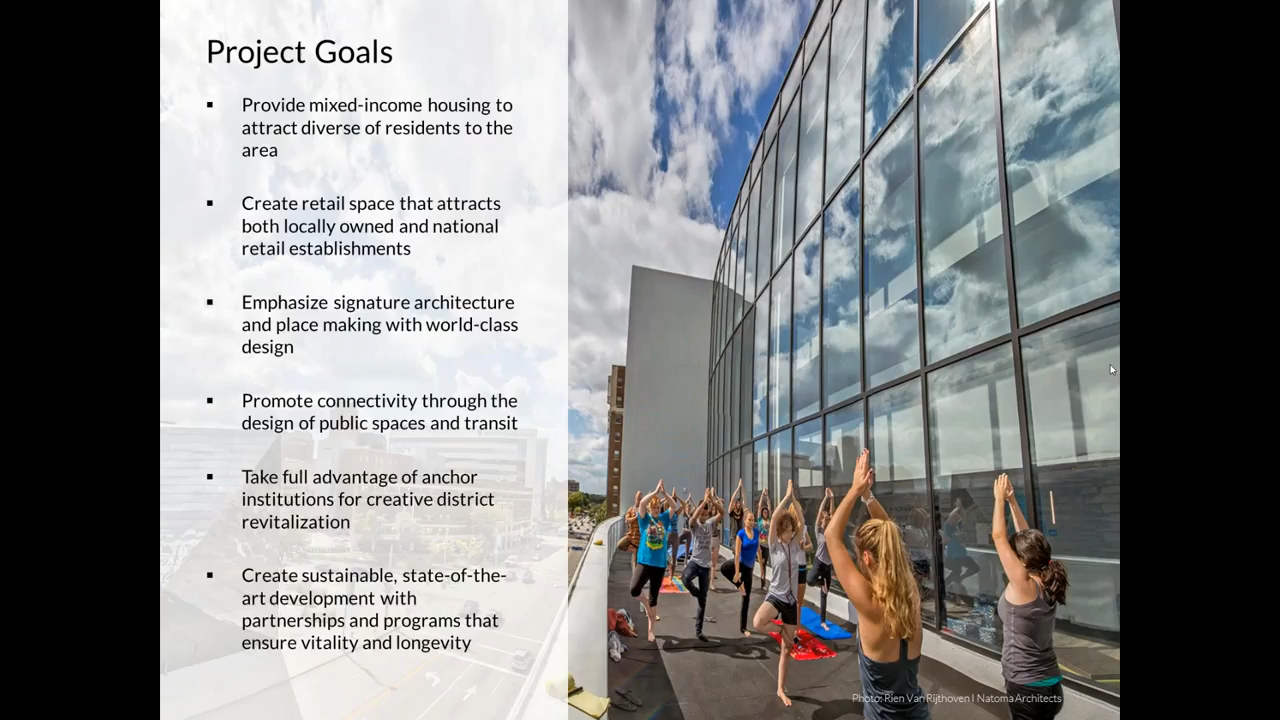 Project Goals
▪ Provide mixed-income housing to
attract diverse of residents to the
area
▪ Create retail space that attracts
both locally owned and national
retail establishments
▪ Emphasize signature architecture
and place making with world-class
design
▪ Promote connectivity through the
design of public spaces and transit
▪ Take full advantage of anchor
institutions for creative district
revitalization
▪ Create sustainable, state-of-the-
art development with
partnerships and programs that
ensure vitality and longevity
Photo: Rien Van Rijthoven I Natoma Architects